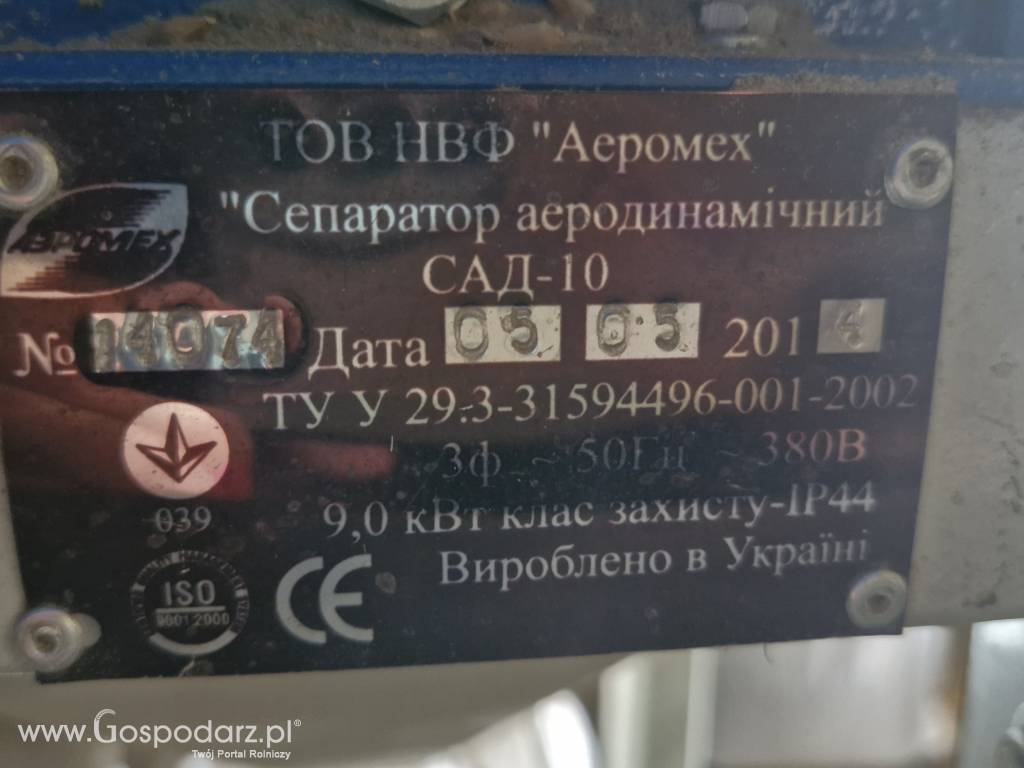 ТОВ НВФ "Аеромех"
АЭРОМЕХ
"Сепаратор аеродинамічний
САД-10
№ 14074 Дата 05 05 2014
ТУ У 29.3-31594496-001-2002
3ф ~ 50Гц ~ 380В
039
9,0 кВт клас захисту-IP44
Вироблено в Україні
ISO
9001:2000
CE
www.Gospodarz.pl®
Twój Portal Rolniczy